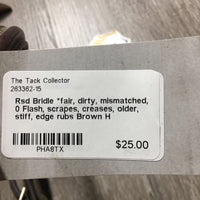 The Tack Collector
263362-15
Rsd Bridle *fair, dirty, mismatched,
0 Flash, scrapes, creases, older,
stiff, edge rubs Brown H
$25.00
PHA8TX